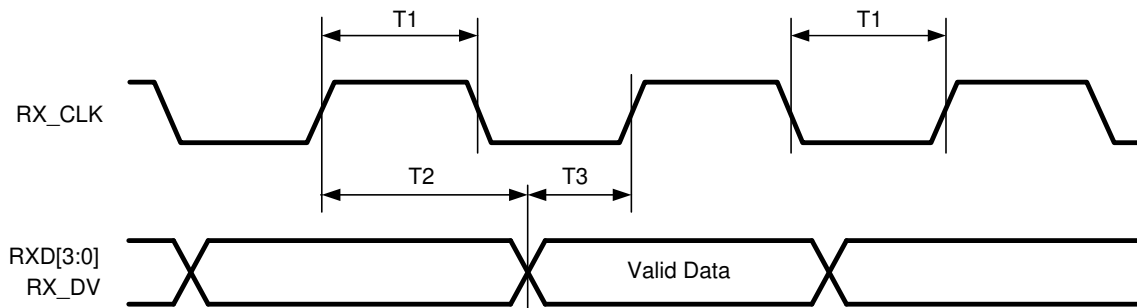 T1 T1
RX_CLK
T2 T3
RXD[3:0] Valid Data
RX_DV